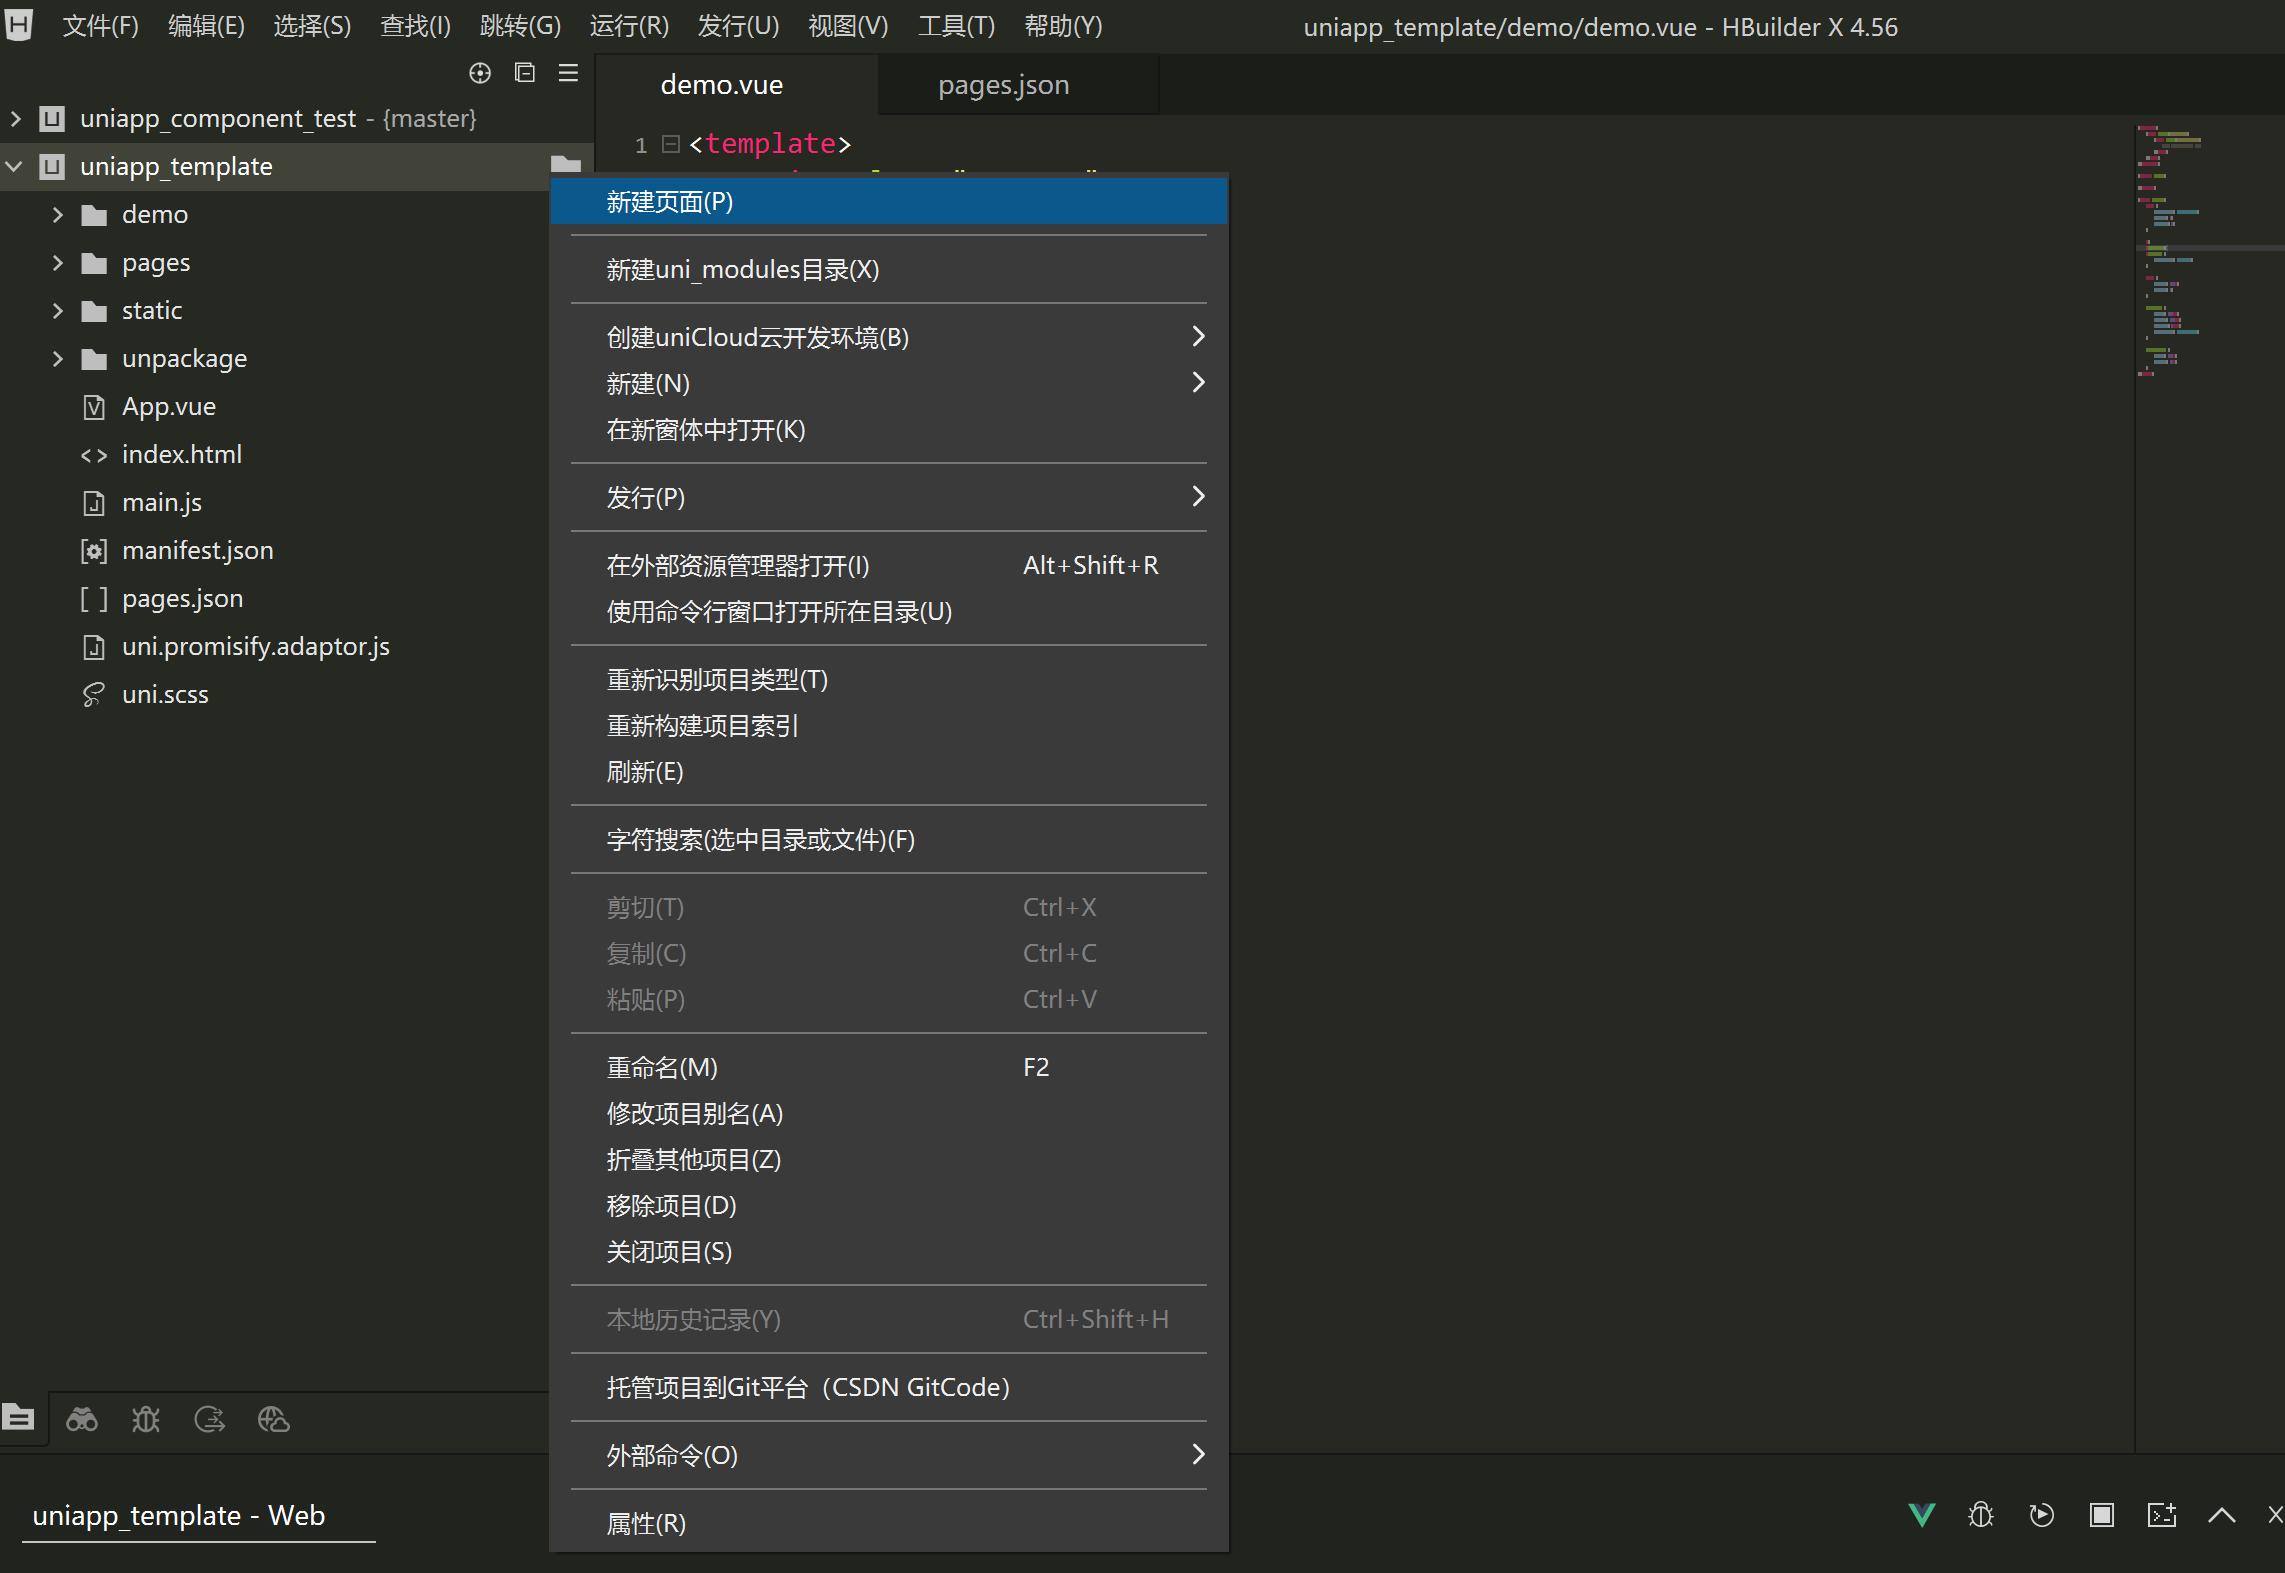 文件(F) 编辑(E) 选择(S) 查找(I) 跳转(G) 运行(R) 发行(U) 视图(V) 工具(T) 帮助(Y) uniapp_template/demo/demo.vue - HBuilder X 4.56
demo.vue pages.json
uniapp_component_test - {master}
uniapp_template
demo
pages
static
unpackage
App.vue
index.html
main.js
manifest.json
pages.json
uni.promisify.adaptor.js
uni.scss
1 <template>
新建页面(P)
新建uni_modules目录(X)
创建uniCloud云开发环境(B)
新建(N)
在新窗体中打开(K)
发行(P)
在外部资源管理器打开(I) Alt+Shift+R
使用命令行窗口打开所在目录(U)
重新识别项目类型(T)
重新构建项目索引
刷新(E)
字符搜索(选中目录或文件)(F)
剪切(T) Ctrl+X
复制(C) Ctrl+C
粘贴(P) Ctrl+V
重命名(M) F2
修改项目别名(A)
折叠其他项目(Z)
移除项目(D)
关闭项目(S)
本地历史记录(Y) Ctrl+Shift+H
托管项目到Git平台（CSDN GitCode）
外部命令(O)
属性(R)
uniapp_template - Web